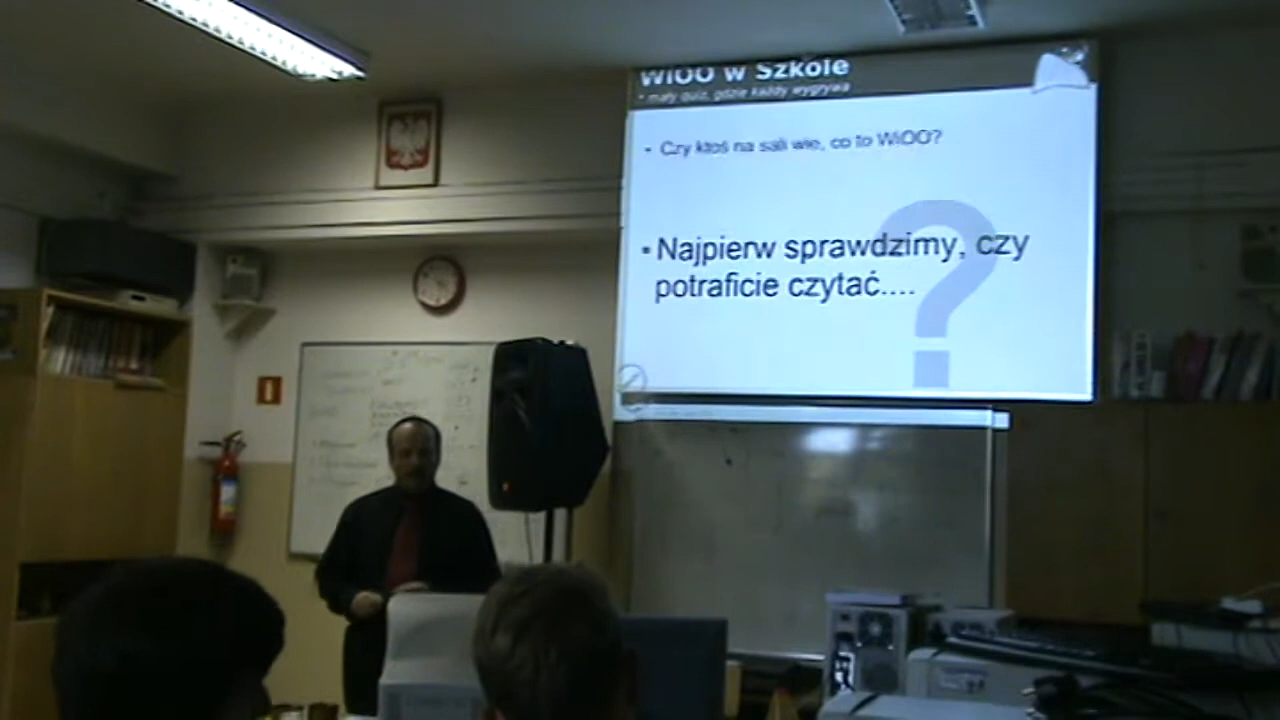 WiOO w Szkole
• mały quiz, gdzie każdy wygrywa
• Czy ktoś na sali wie, co to WiOO?
• Najpierw sprawdzimy, czy
potraficie czytać....
?